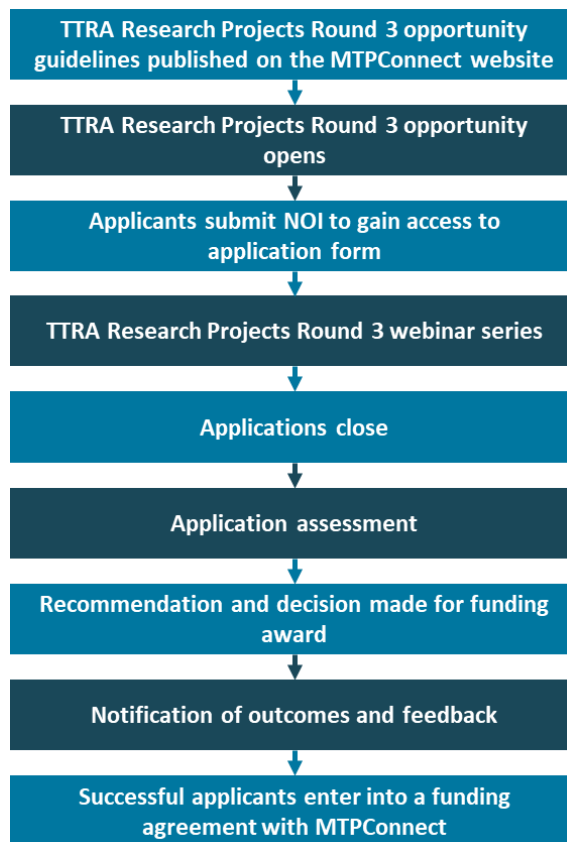 TTRA Research Projects Round 3 opportunity
guidelines published on the MTPConnect website
TTRA Research Projects Round 3 opportunity
opens
Applicants submit NOI to gain access to
application form
TTRA Research Projects Round 3 webinar series
Applications close
Application assessment
Recommendation and decision made for funding
award
Notification of outcomes and feedback
Successful applicants enter into a funding
agreement with MTPConnect